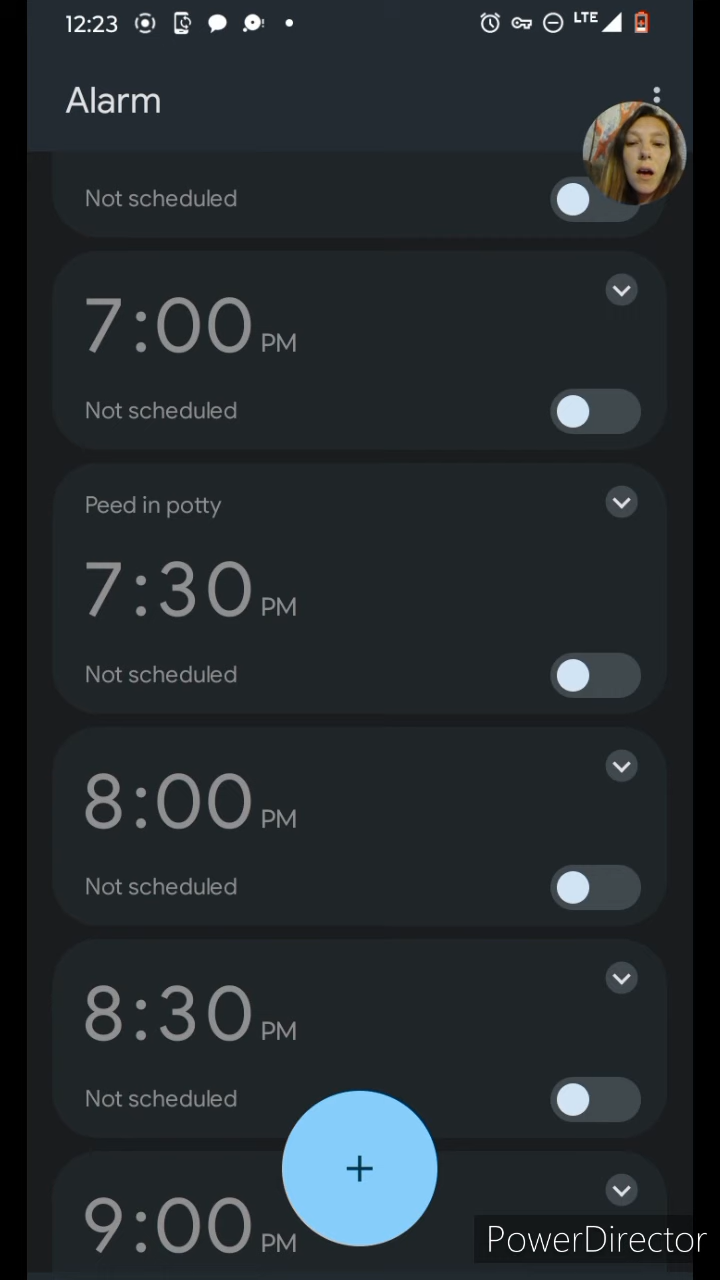 12:23 LTE
Alarm
Not scheduled
7:00 PM
Not scheduled
Peed in potty
7:30 PM
Not scheduled
8:00 PM
Not scheduled
8:30 PM
Not scheduled
9:00 PM
PowerDirector